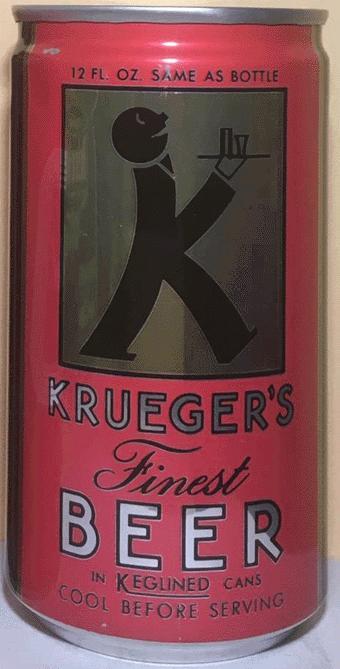 12 FL. OZ. SAME AS BOTTLE
KRUEGER'S
Finest
BEER
IN KEGLINED CANS
COOL BEFORE SERVING